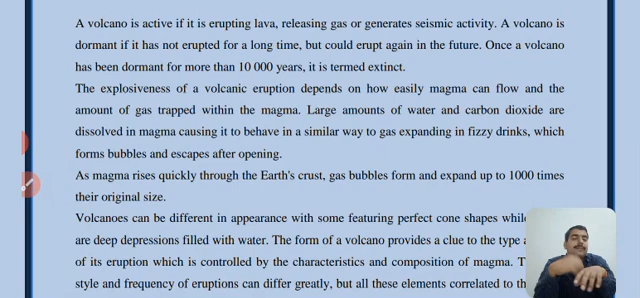 A volcano is active if it is erupting lava, releasing gas or generates seismic activity. A volcano is
dormant if it has not erupted for a long time, but could erupt again in the future. Once a volcano
has been dormant for more than 10 000 years, it is termed extinct.
The explosiveness of a volcanic eruption depends on how easily magma can flow and the
amount of gas trapped within the magma. Large amounts of water and carbon dioxide are
dissolved in magma causing it to behave in a similar way to gas expanding in fizzy drinks, which
forms bubbles and escapes after opening.
As magma rises quickly through the Earth's crust, gas bubbles form and expand up to 1000 times
their original size.
Volcanoes can be different in appearance with some featuring perfect cone shapes
are deep depressions filled with water. The form of a volcano provides a clue to the type
of its eruption which is controlled by the characteristics and composition of magma.
style and frequency of eruptions can differ greatly, but all these elements correlated to